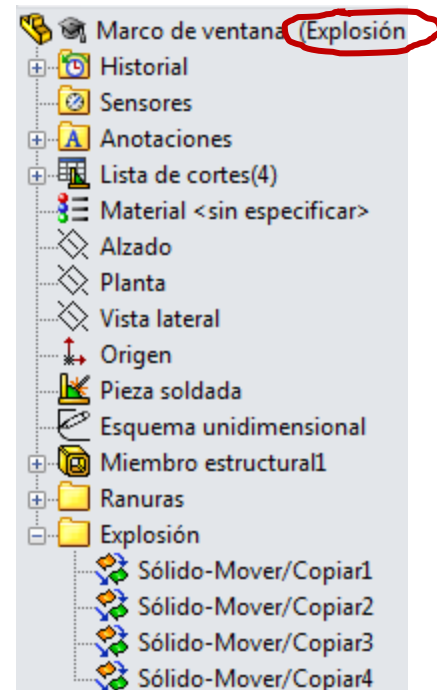 Marco de ventana (Explosión
Historial
Sensores
Anotaciones
Lista de cortes(4)
Material <sin especificar>
Alzado
Planta
Vista lateral
Origen
Pieza soldada
Esquema unidimensional
Miembro estructural1
Ranuras
Explosión
Sólido-Mover/Copiar1
Sólido-Mover/Copiar2
Sólido-Mover/Copiar3
Sólido-Mover/Copiar4